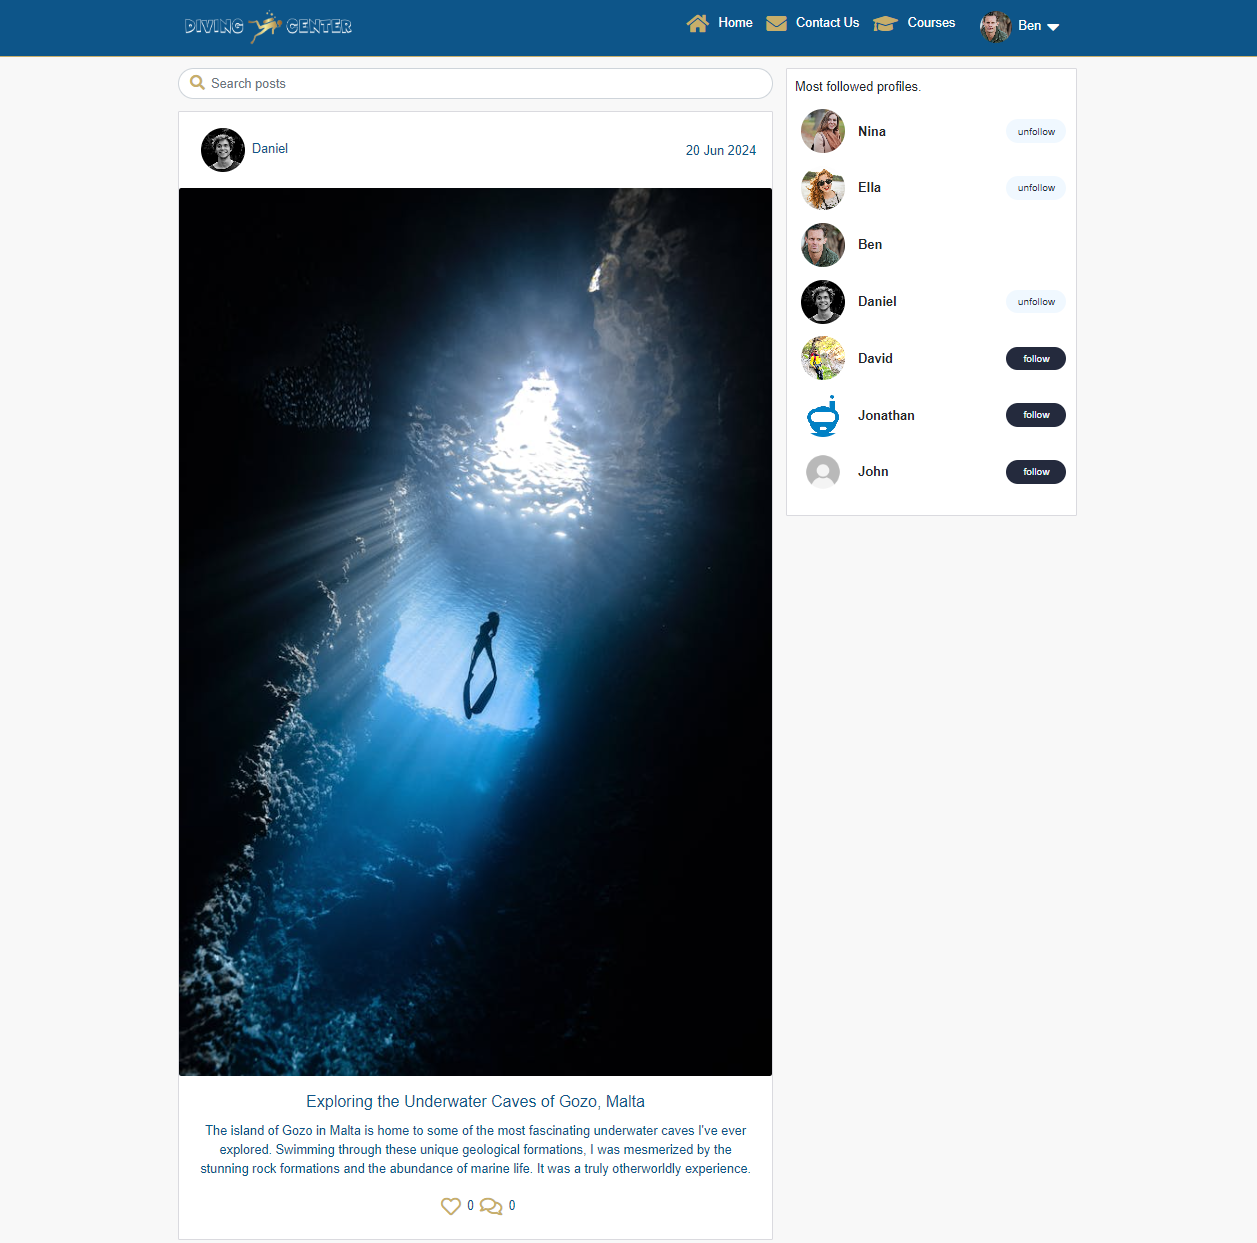 DIVING CENTER
Home
Contact Us
Courses
Ben
Search posts
Daniel
20 Jun 2024
Exploring the Underwater Caves of Gozo, Malta
The island of Gozo in Malta is home to some of the most fascinating underwater caves I've ever
explored. Swimming through these unique geological formations, I was mesmerized by the
stunning rock formations and the abundance of marine life. It was a truly otherworldly experience.
0
0
Most followed profiles.
Nina
unfollow
Ella
unfollow
Ben
Daniel
unfollow
David
follow
Jonathan
follow
John
follow